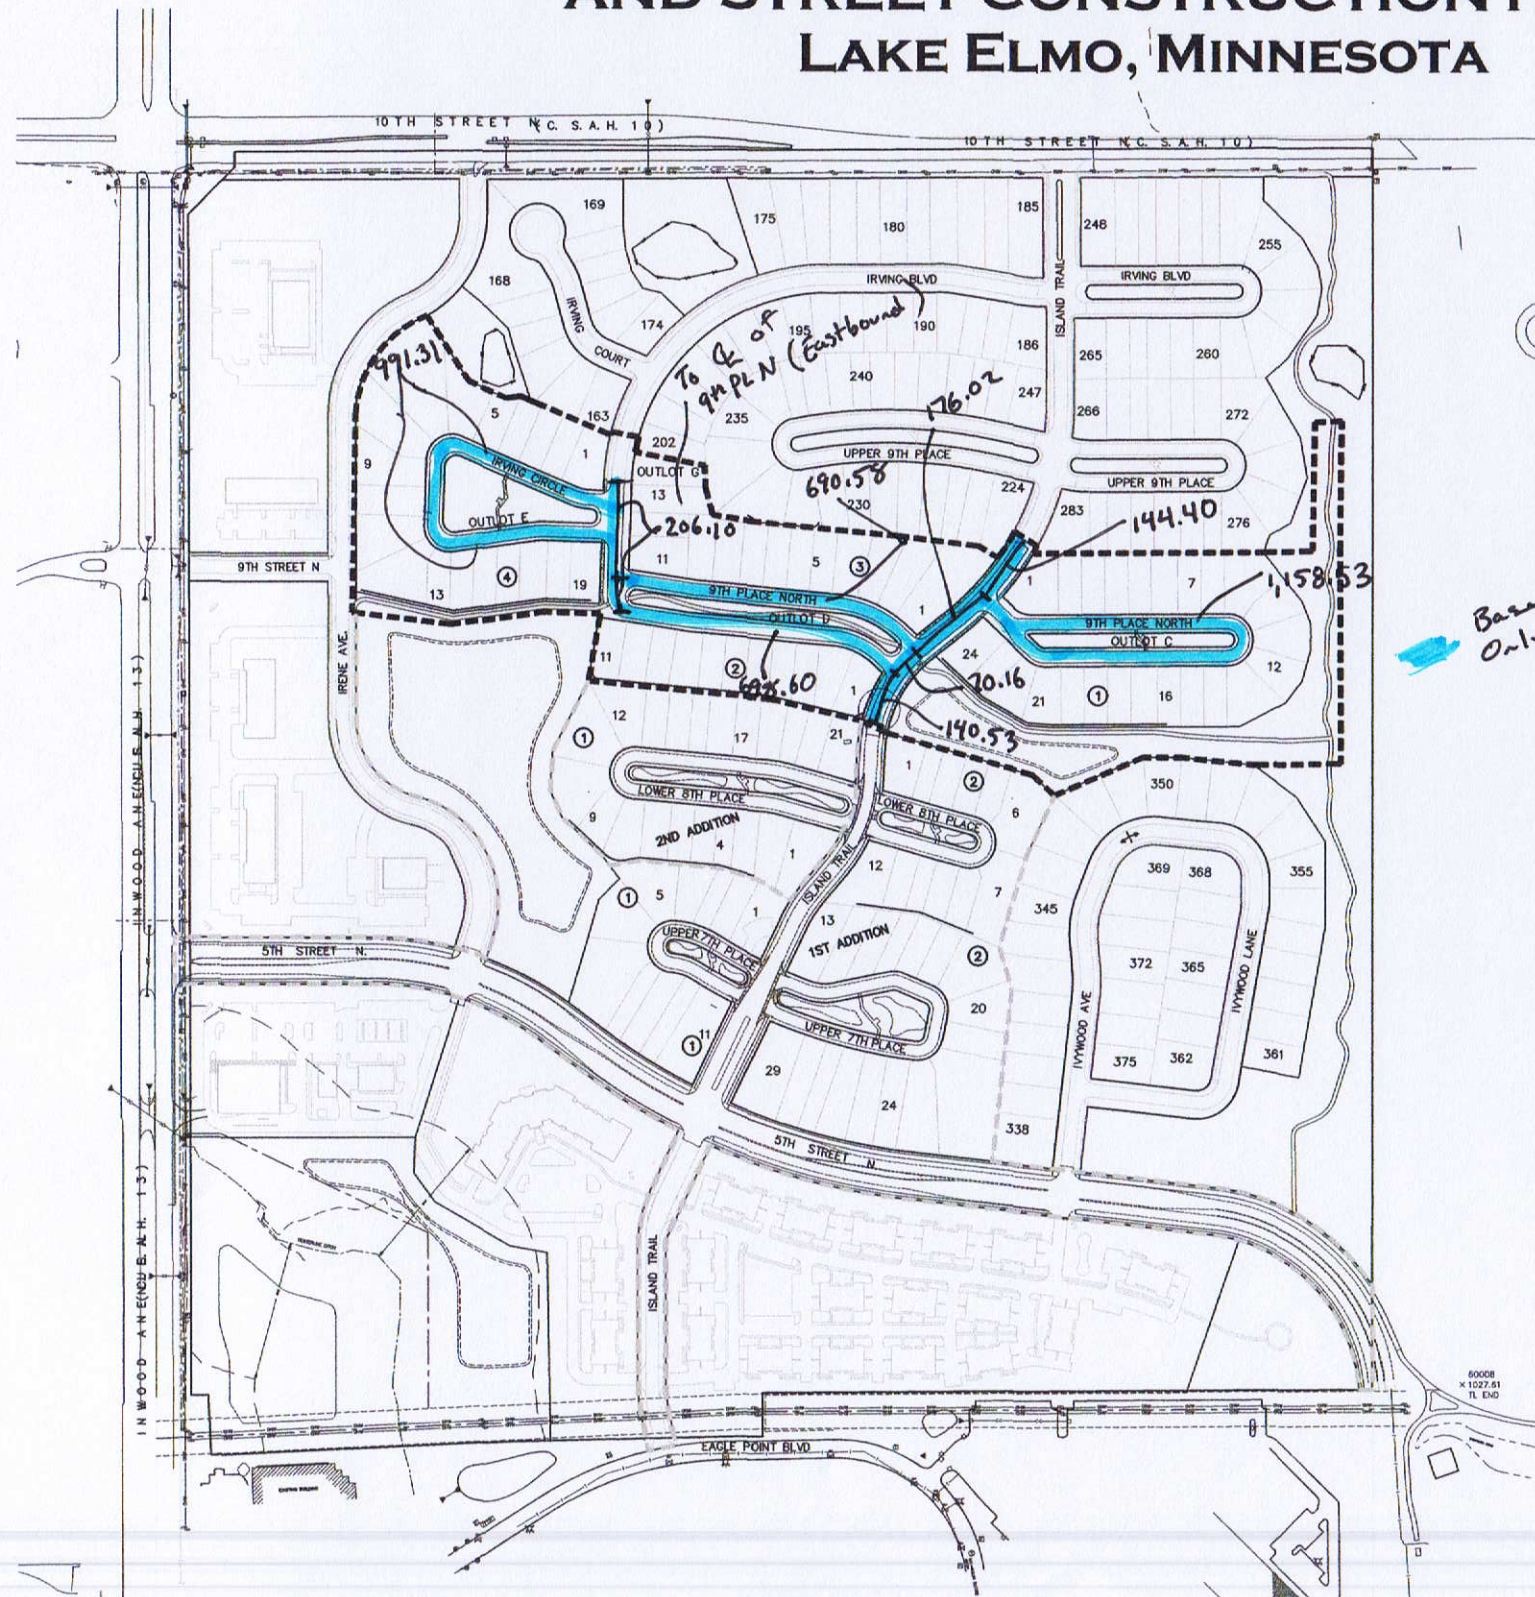 LAKE ELMO, MINNESOTA
10TH STREET N(C. S. A. H. 10)
10TH STREET N(C. S. A. H. 10)
169
175
180
185
248
255
168
IRVING BLVD
IRVING BLVD
IRVING
COURT
174
ISLAND TRAIL
195
190
186
265
260
To ℄ of
9th PL N (Eastbound)
991.31
240
176.02
247
266
272
5
163
235
202
UPPER 9TH PLACE
UPPER 9TH PLACE
9
1
OUTLOT G
690.58
224
IRVING CIRCLE
13
230
283
276
144.40
OUTLOT E
206.10
9TH STREET N
4
11
5
3
1
7
1,158.53
13
19
9TH PLACE NORTH
1
9TH PLACE NORTH
OUTLOT D
OUTLOT C
24
12
IRENE AVE.
11
2
1
20.16
21
1
16
12
140.53
1
17
21
1
2
350
LOWER 8TH PLACE
LOWER 8TH PLACE
6
9
2ND ADDITION
4
1
ISLAND TRAIL
12
369
368
355
1
5
1
7
345
13
UPPER 7TH PLACE
1ST ADDITION
2
5TH STREET N.
372
365
IVYWOOD LANE
IVYWOOD AVE
20
UPPER 7TH PLACE
1
11
375
362
361
29
24
338
5TH STREET N
ISLAND TRAIL
60008
1027.61
TL END
EAGLE POINT BLVD